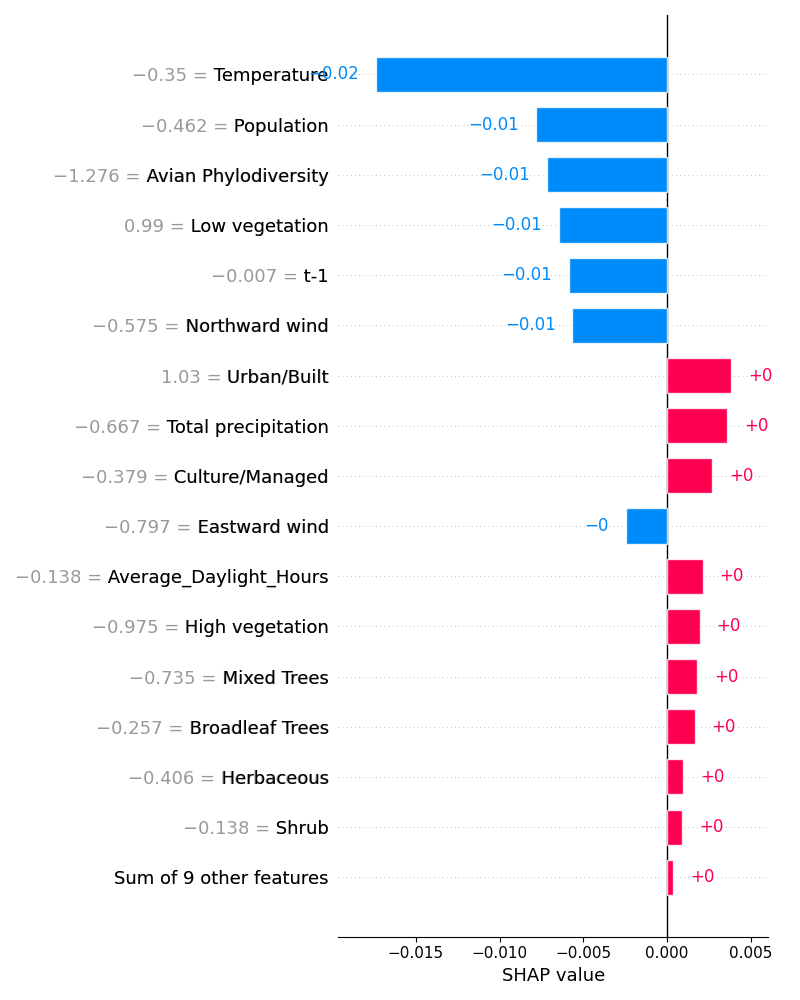 −0.35 = Temperature −0.02
−0.462 = Population −0.01
−1.276 = Avian Phylodiversity −0.01
0.99 = Low vegetation −0.01
−0.007 = t-1 −0.01
−0.575 = Northward wind −0.01
1.03 = Urban/Built +0
−0.667 = Total precipitation +0
−0.379 = Culture/Managed +0
−0.797 = Eastward wind −0
−0.138 = Average_Daylight_Hours +0
−0.975 = High vegetation +0
−0.735 = Mixed Trees +0
−0.257 = Broadleaf Trees +0
−0.406 = Herbaceous +0
−0.138 = Shrub +0
Sum of 9 other features +0
−0.015 −0.010 −0.005 0.000 0.005
SHAP value